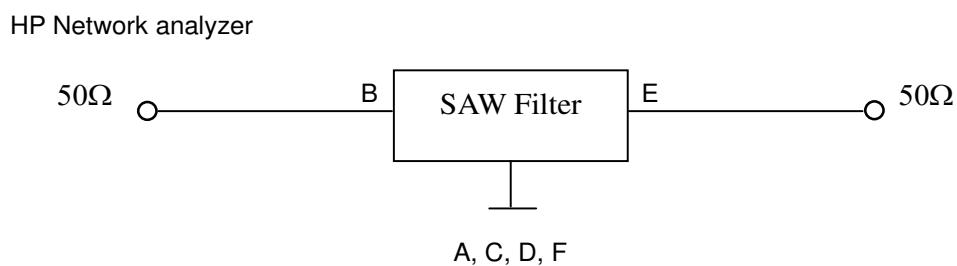 HP Network analyzer
50Ω B SAW Filter E 50Ω
A, C, D, F